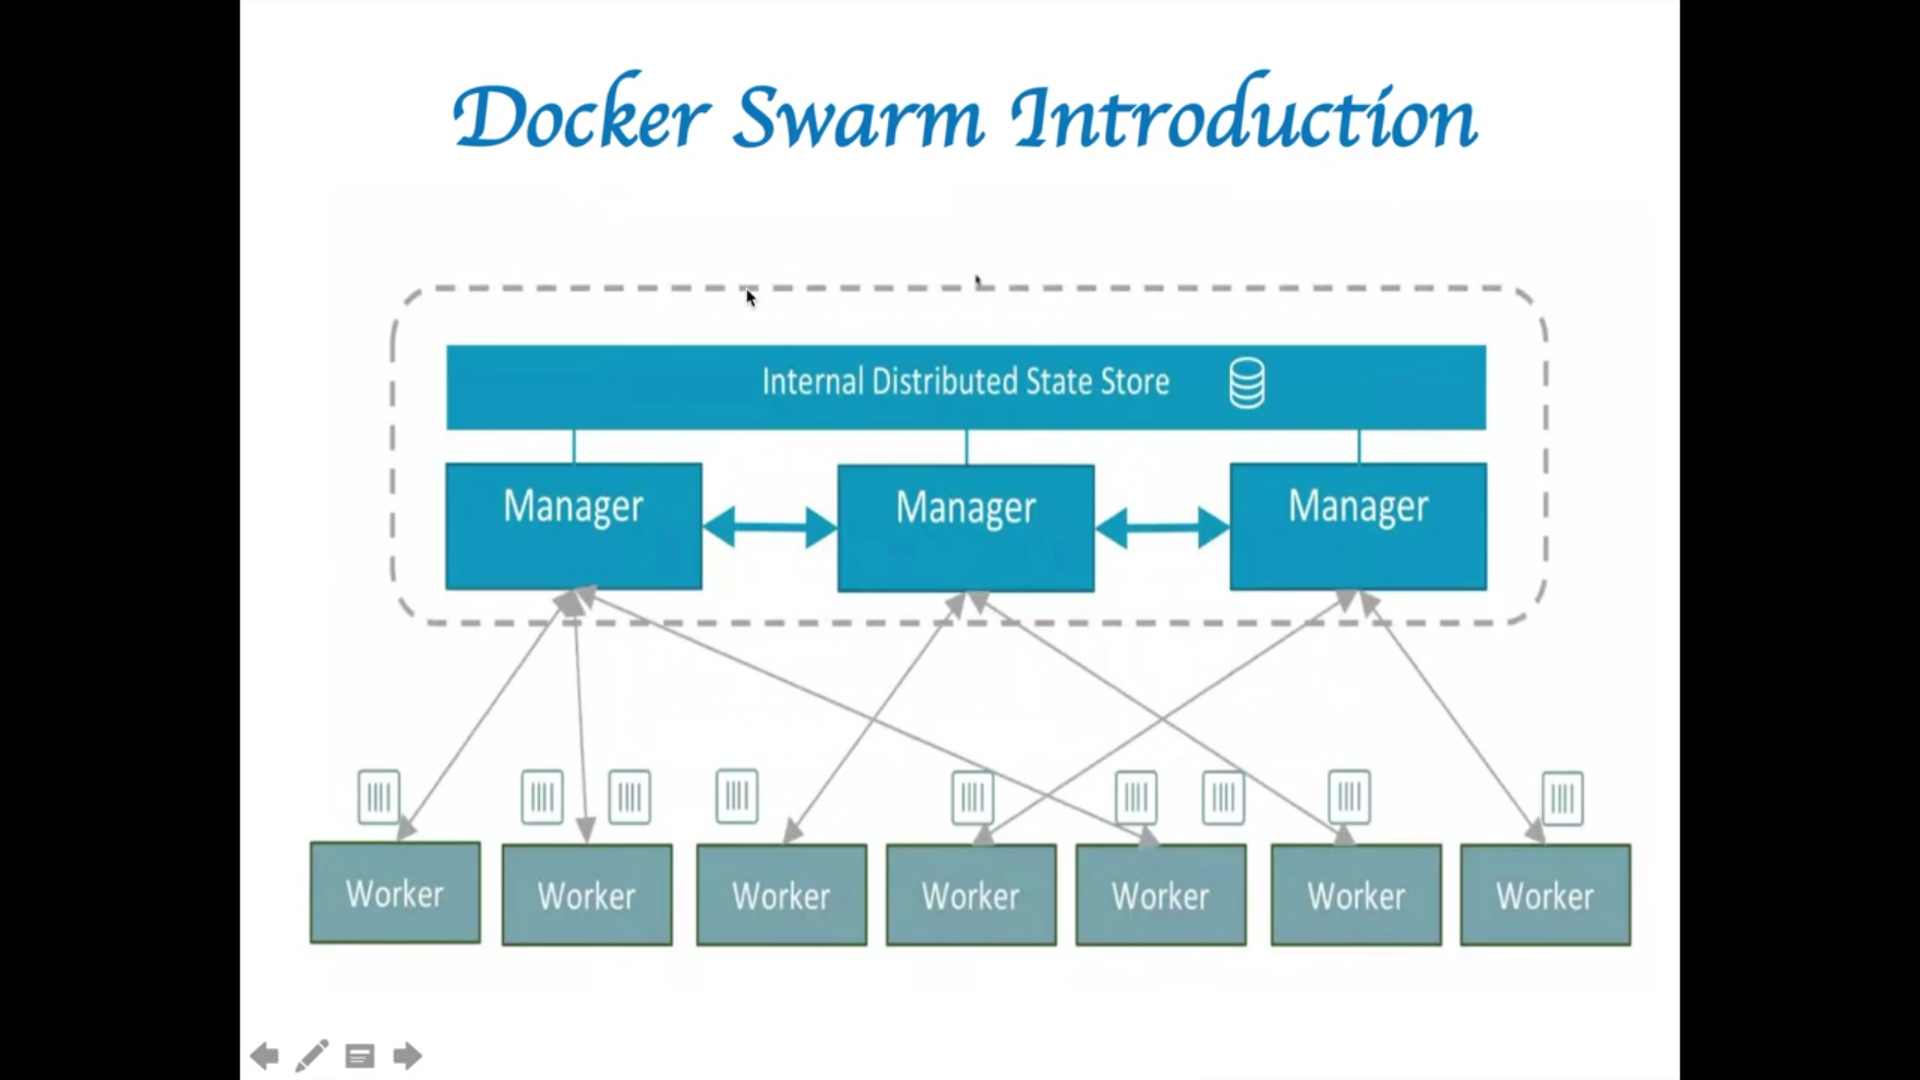 Docker Swarm Introduction
Internal Distributed State Store
Manager
Manager
Manager
Worker
Worker
Worker
Worker
Worker
Worker
Worker